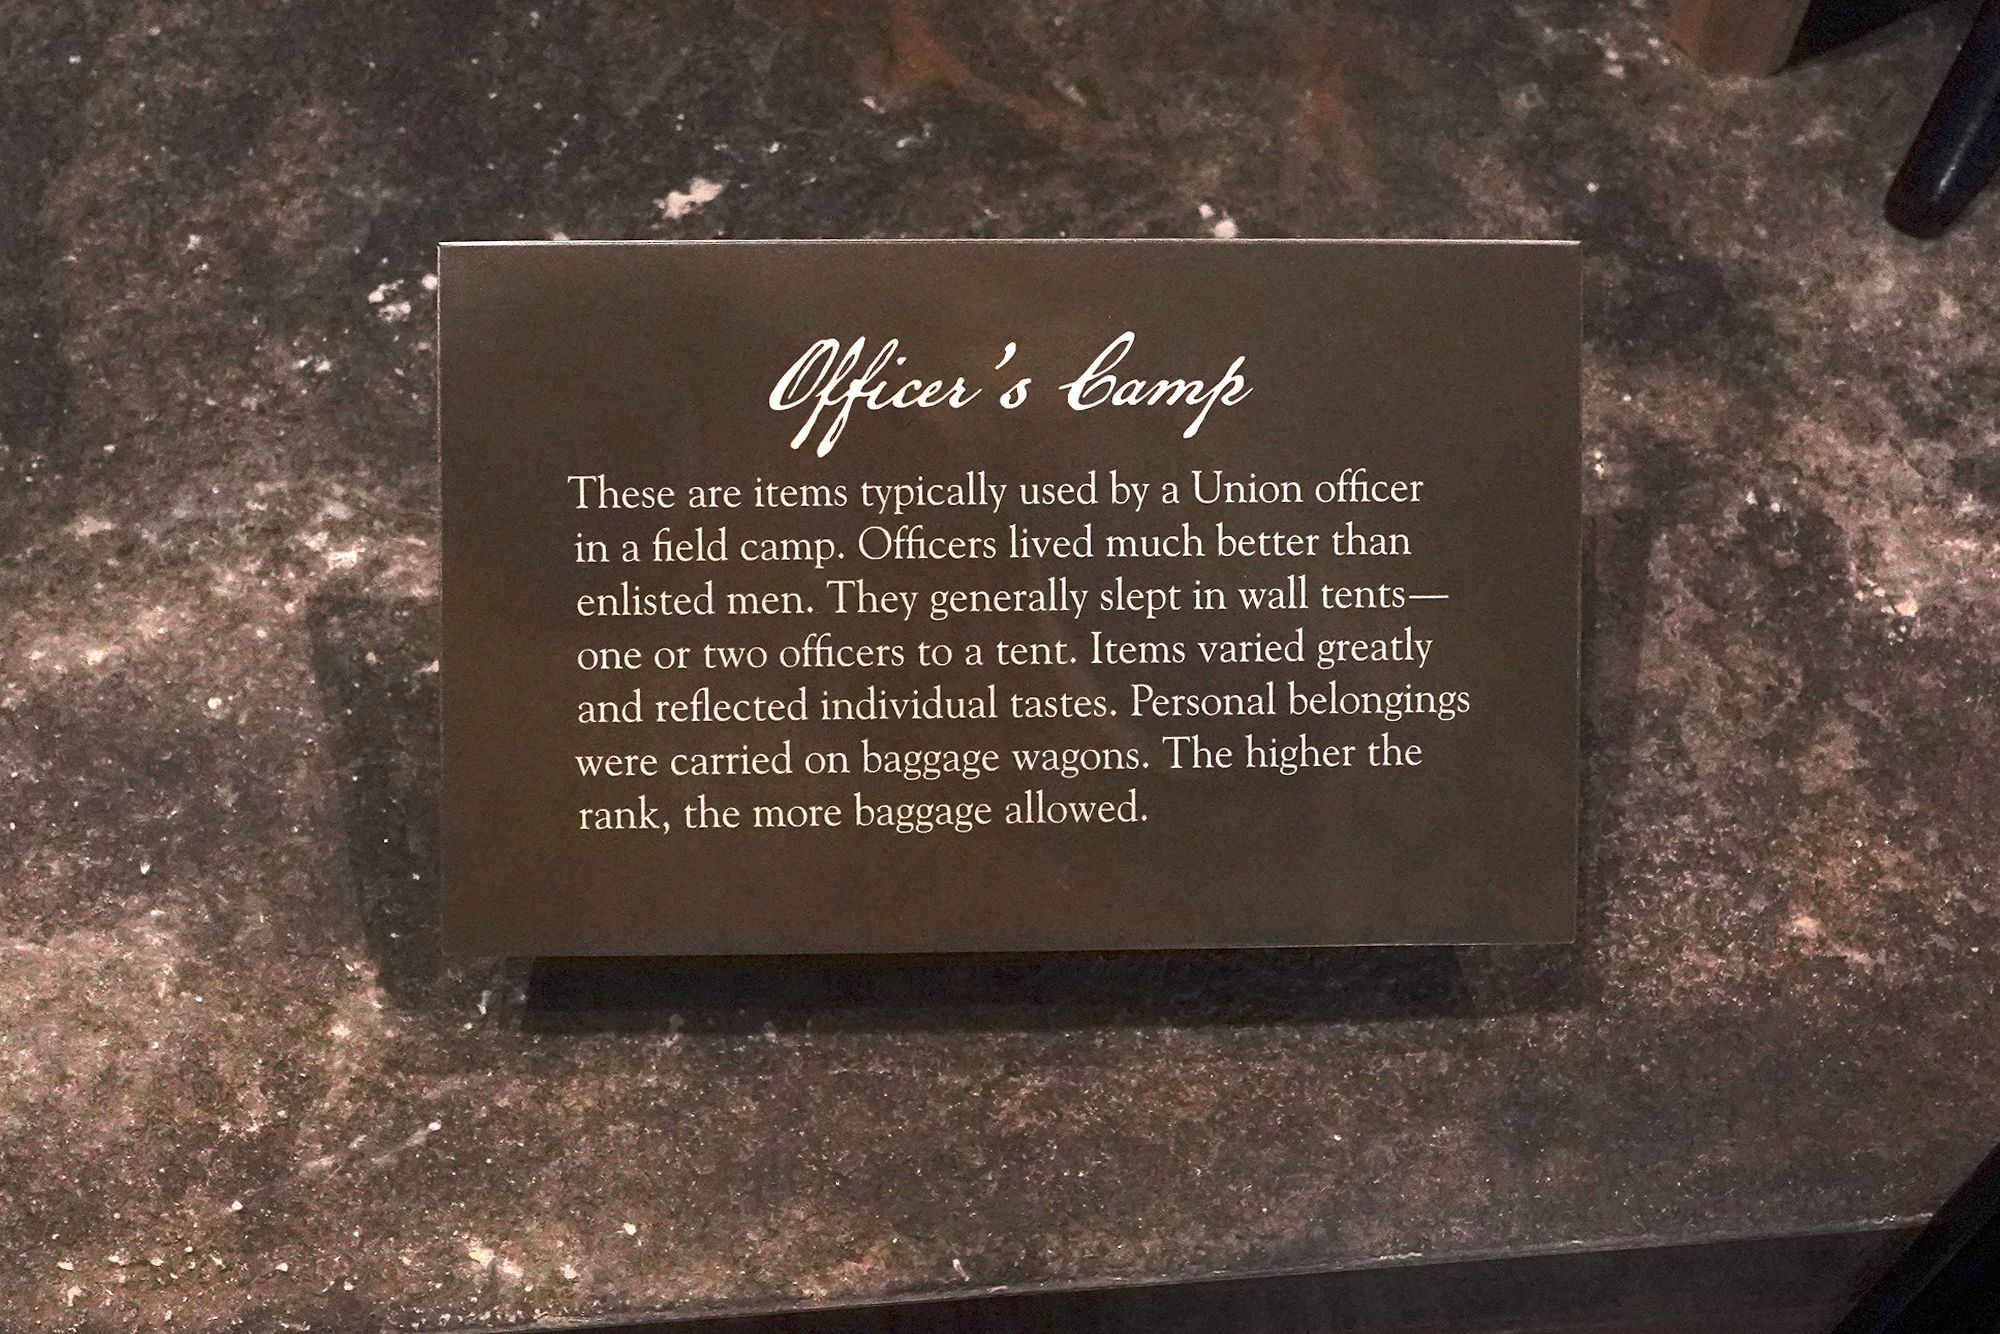 Officer's Camp
These are items typically used by a Union officer
in a field camp. Officers lived much better than
enlisted men. They generally slept in wall tents—
one or two officers to a tent. Items varied greatly
and reflected individual tastes. Personal belongings
were carried on baggage wagons. The higher the
rank, the more baggage allowed.